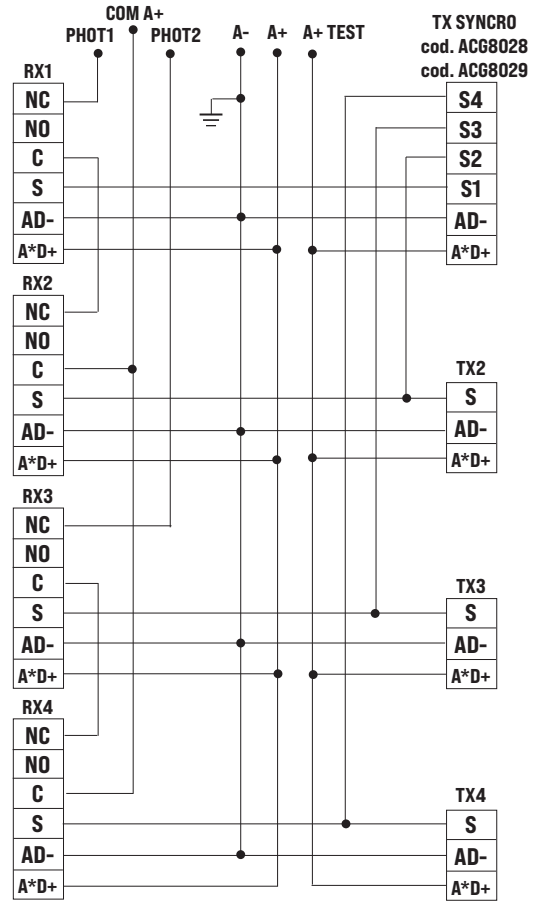 COM A+
PHOT1 PHOT2 A- A+ A+ TEST
TX SYNCRO
cod. ACG8028
cod. ACG8029
RX1
NC
NO
C
S
AD-
A*D+
S4
S3
S2
S1
AD-
A*D+
RX2
NC
NO
C
S
AD-
A*D+
TX2
S
AD-
A*D+
RX3
NC
NO
C
S
AD-
A*D+
TX3
S
AD-
A*D+
RX4
NC
NO
C
S
AD-
A*D+
TX4
S
AD-
A*D+